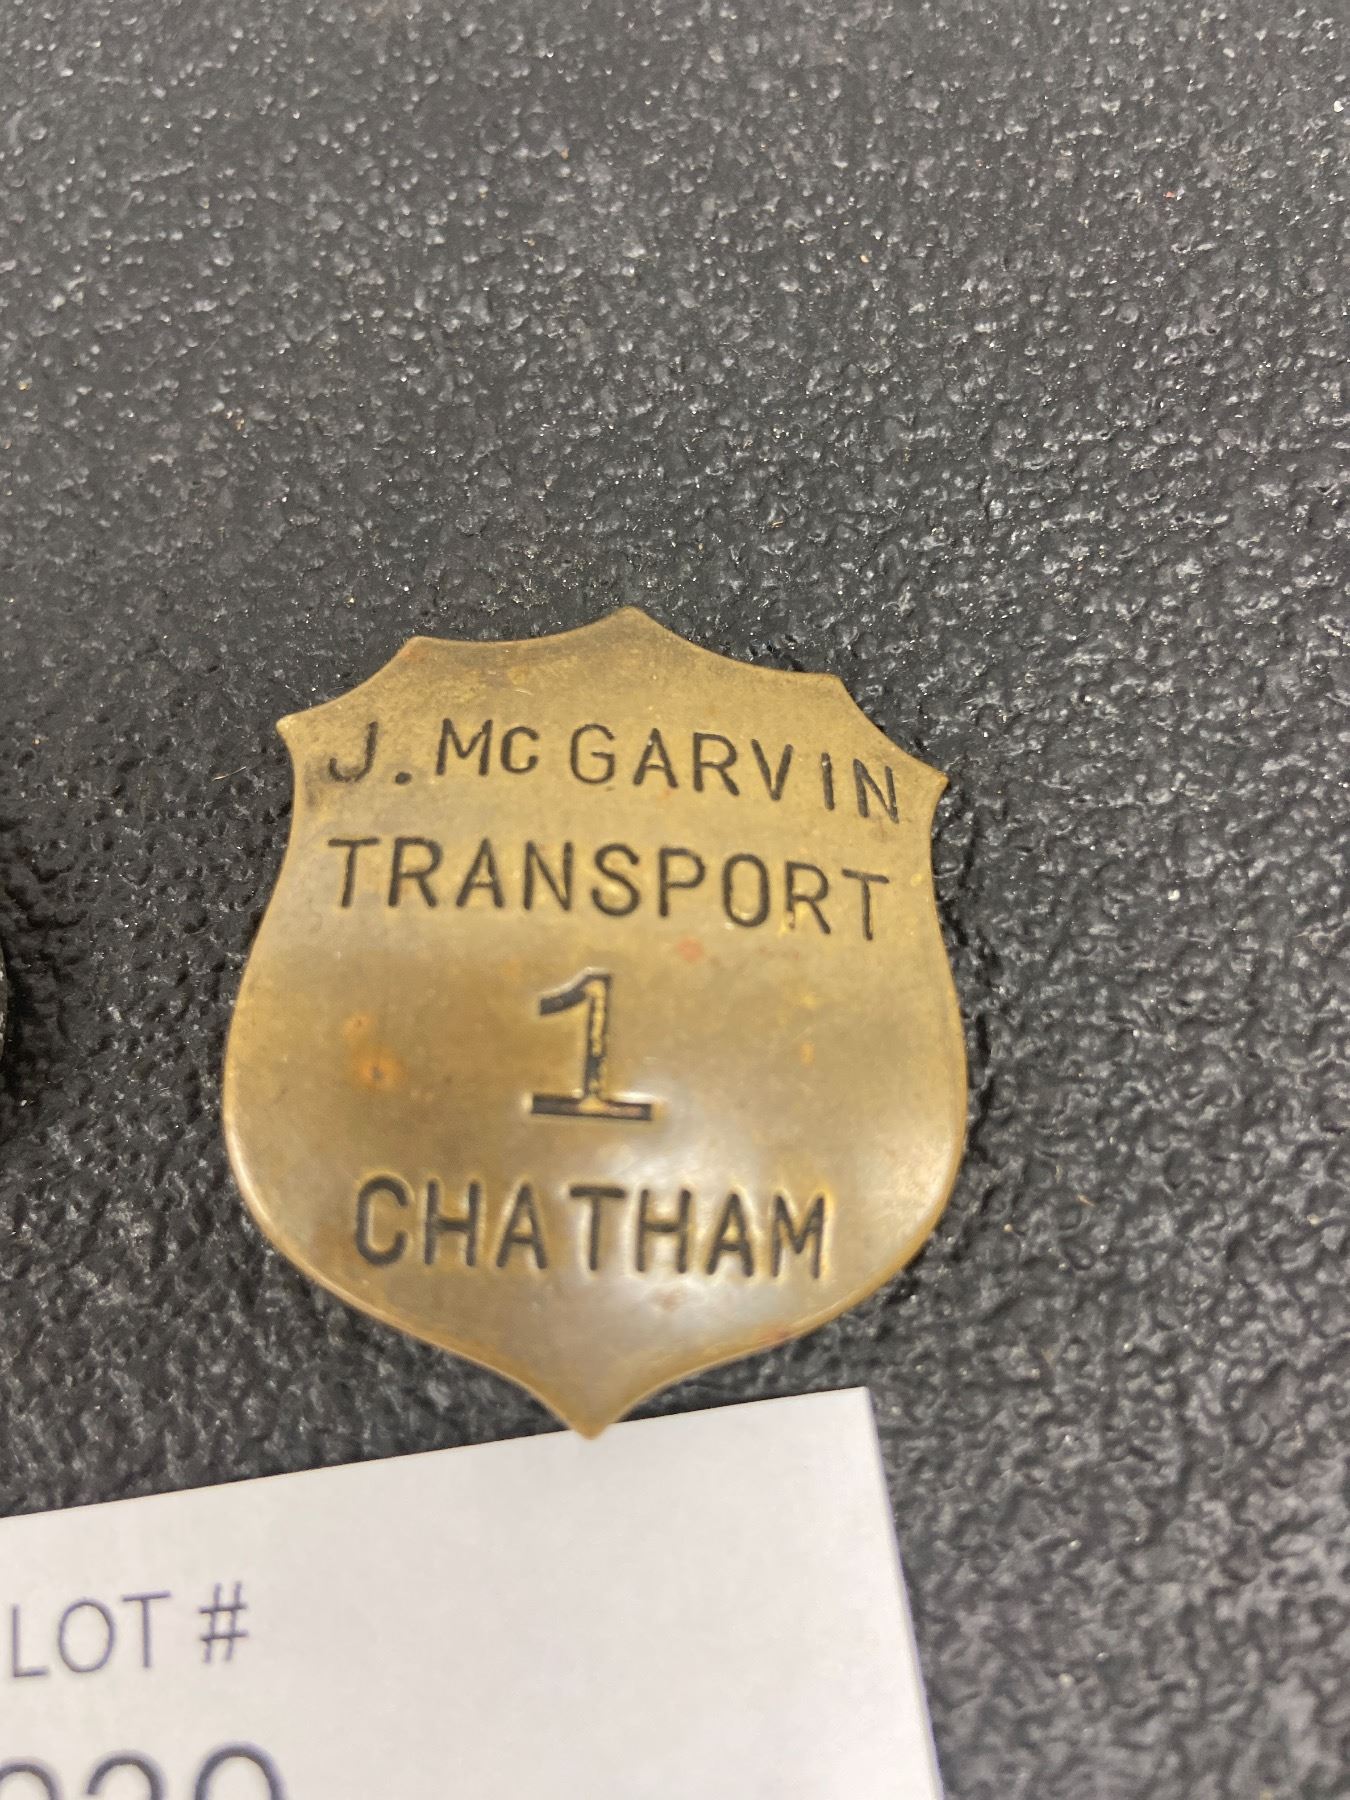 J. McGARVIN
TRANSPORT
1
CHATHAM
LOT #